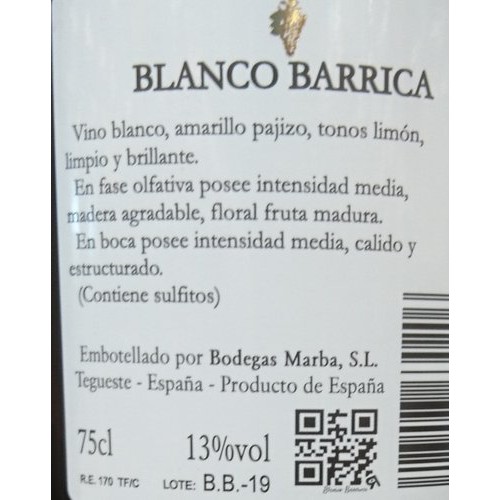 BLANCO BARRICA
Vino blanco, amarillo pajizo, tonos limón,
limpio y brillante.
En fase olfativa posee intensidad media,
madera agradable, floral fruta madura.
En boca posee intensidad media, calido y
estructurado.
(Contiene sulfitos)
Embotellado por Bodegas Marba, S.L.
Tegueste - España - Producto de España
75cl 13%vol
R.E. 170 TF/C LOTE: B.B.-19
Blanco Barrica